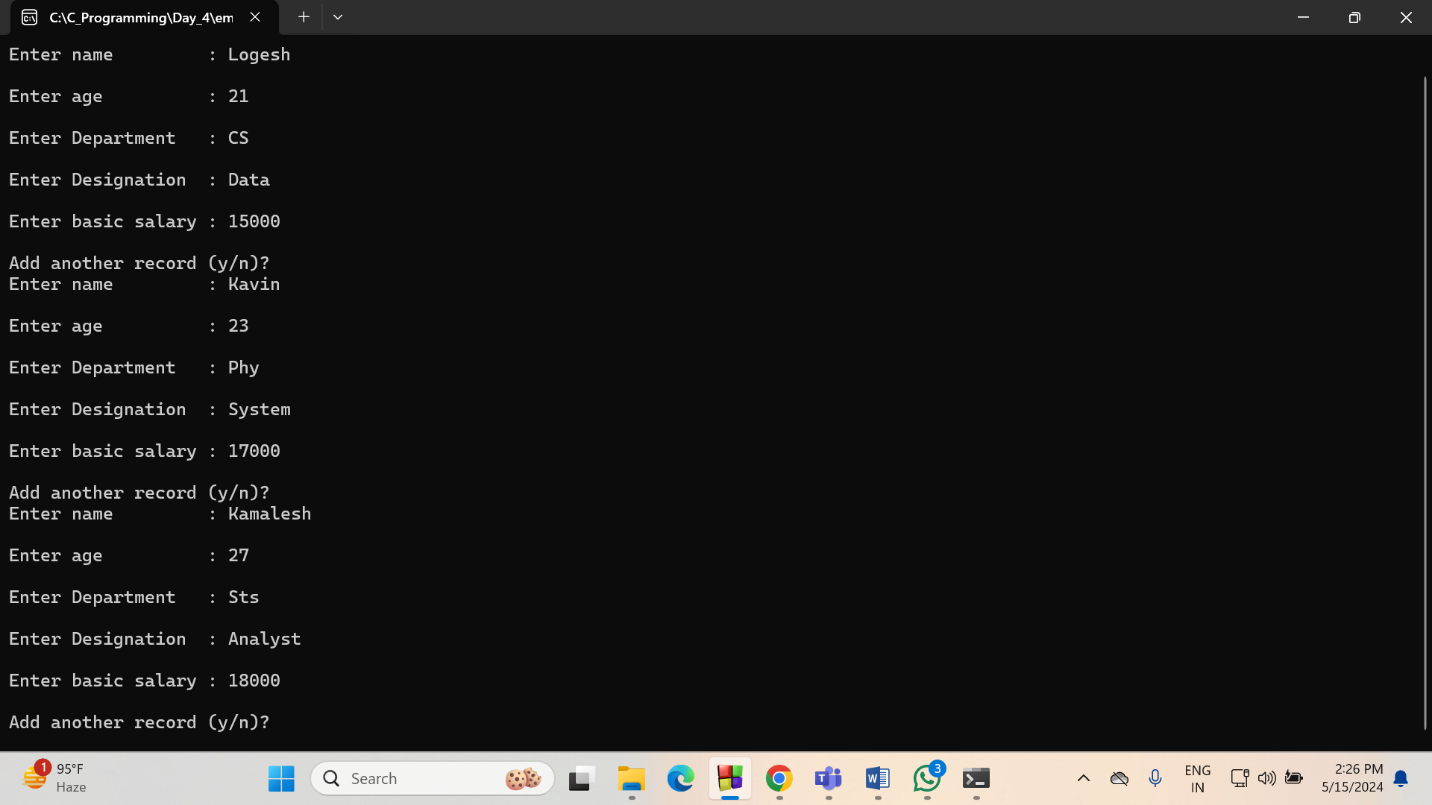 C:\C_Programming\Day_4\em
Enter name : Logesh
Enter age : 21
Enter Department : CS
Enter Designation : Data
Enter basic salary : 15000
Add another record (y/n)?
Enter name : Kavin
Enter age : 23
Enter Department : Phy
Enter Designation : System
Enter basic salary : 17000
Add another record (y/n)?
Enter name : Kamalesh
Enter age : 27
Enter Department : Sts
Enter Designation : Analyst
Enter basic salary : 18000
Add another record (y/n)?
1
95°F
Haze
Search
3
ENG
IN
2:26 PM
5/15/2024